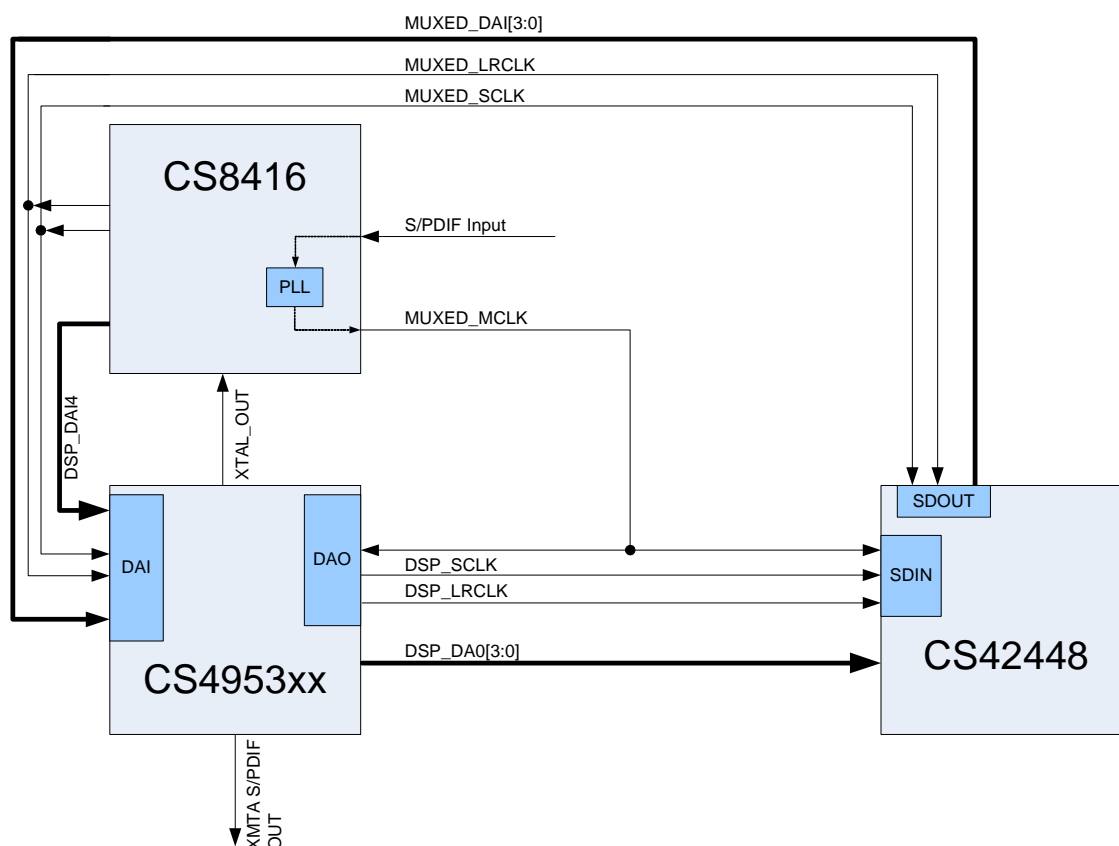 MUXED_DAI[3:0]
MUXED_LRCLK
MUXED_SCLK
CS8416
S/PDIF Input
PLL
MUXED_MCLK
DSP_DAI4
XTAL_OUT
SDOUT
DAI
DAO
DSP_SCLK
SDIN
DSP_LRCLK
DSP_DA0[3:0]
CS4953xx
CS42448
XMTA S/PDIF
OUT